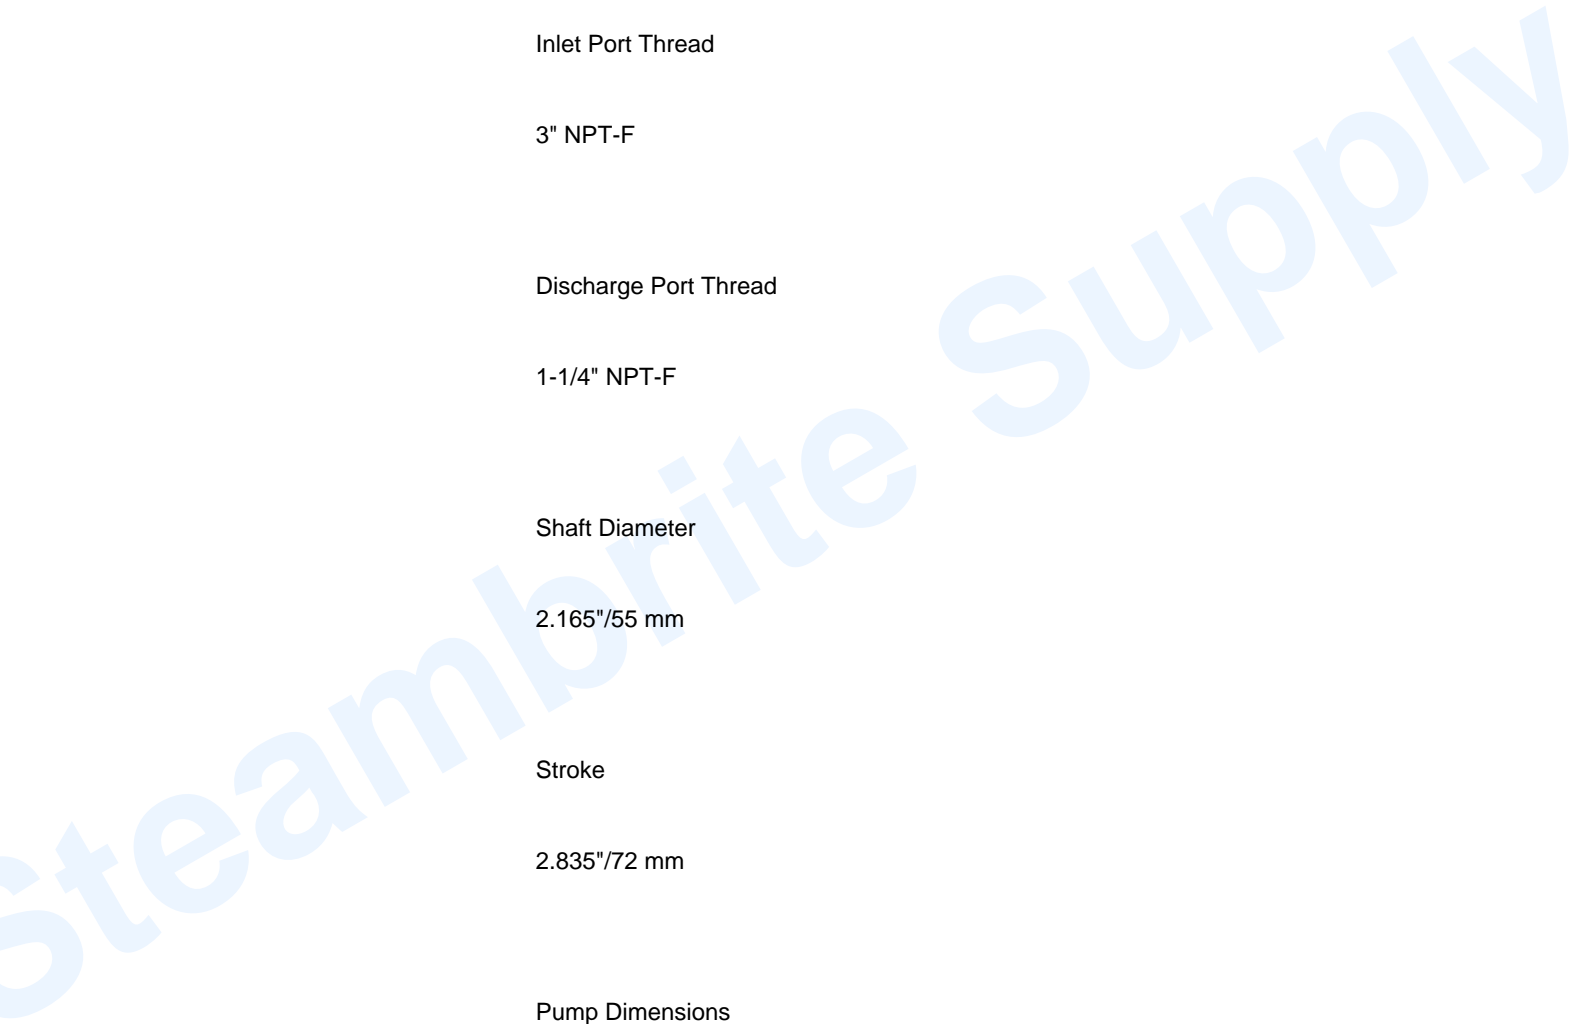 Inlet Port Thread
3" NPT-F
Discharge Port Thread
1-1/4" NPT-F
Shaft Diameter
2.165"/55 mm
Stroke
2.835"/72 mm
Pump Dimensions
Steambrite Supply